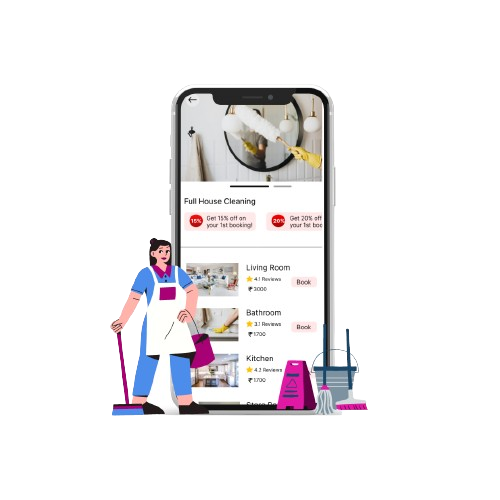 Full House Cleaning
15%
Get 15% off on
your 1st booking!
20%
Get 20% off
your 1st boo
Living Room
4.1 Reviews
₹ 3000
Book
Bathroom
3.1 Reviews
₹ 1700
Book
Kitchen
4.3 Reviews
₹ 1700